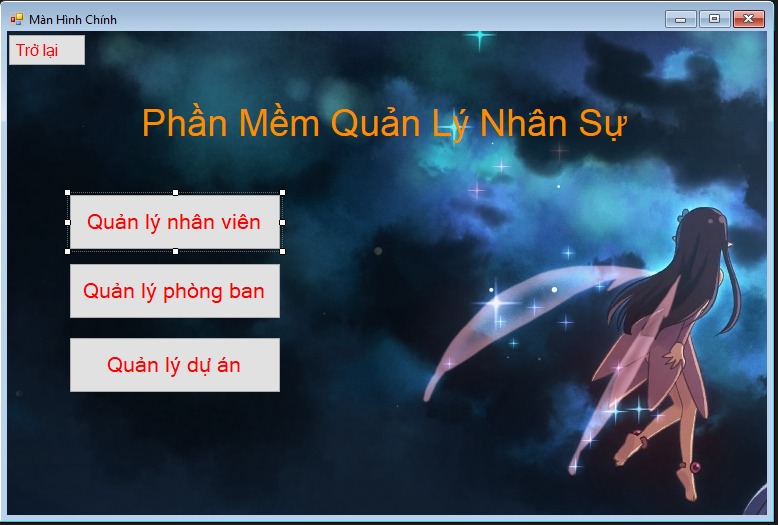 Màn Hình Chính
Trở lại
Phần Mềm Quản Lý Nhân Sự
Quản lý nhân viên
Quản lý phòng ban
Quản lý dự án